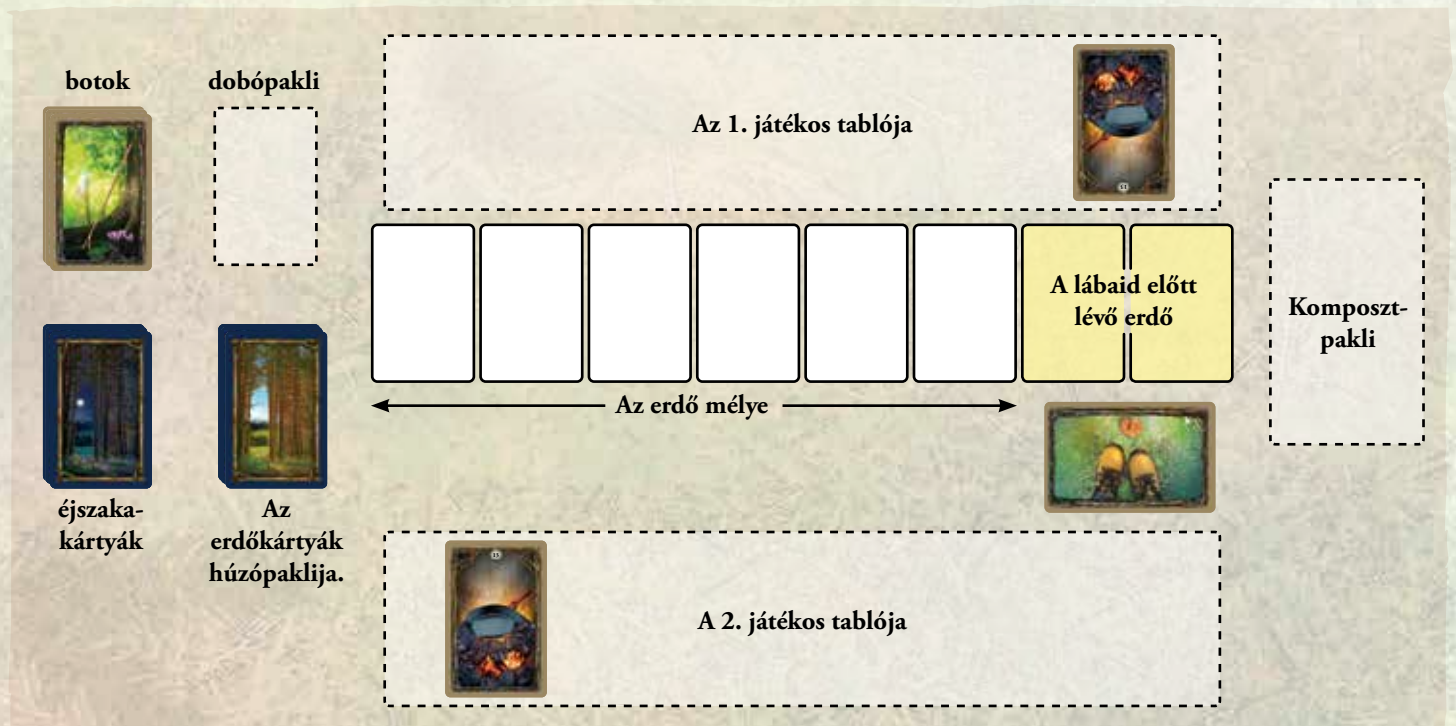 botok
dobópakli
Az 1. játékos tablója
A lábaid előtt
lévő erdő
Komposzt-
pakli
Az erdő mélye
éjszaka-
kártyák
Az
erdőkártyák
húzópaklija.
A 2. játékos tablója